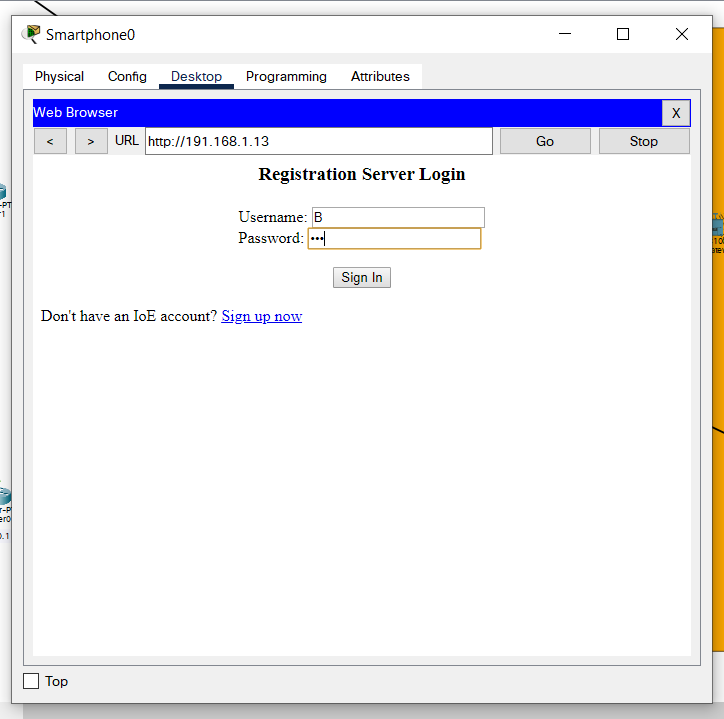 Smartphone0
Physical Config Desktop Programming Attributes
Web Browser X
< > URL http://191.168.1.13 Go Stop
Registration Server Login
Username: B
Password: •••
Sign In
Don't have an IoE account? Sign up now
Top